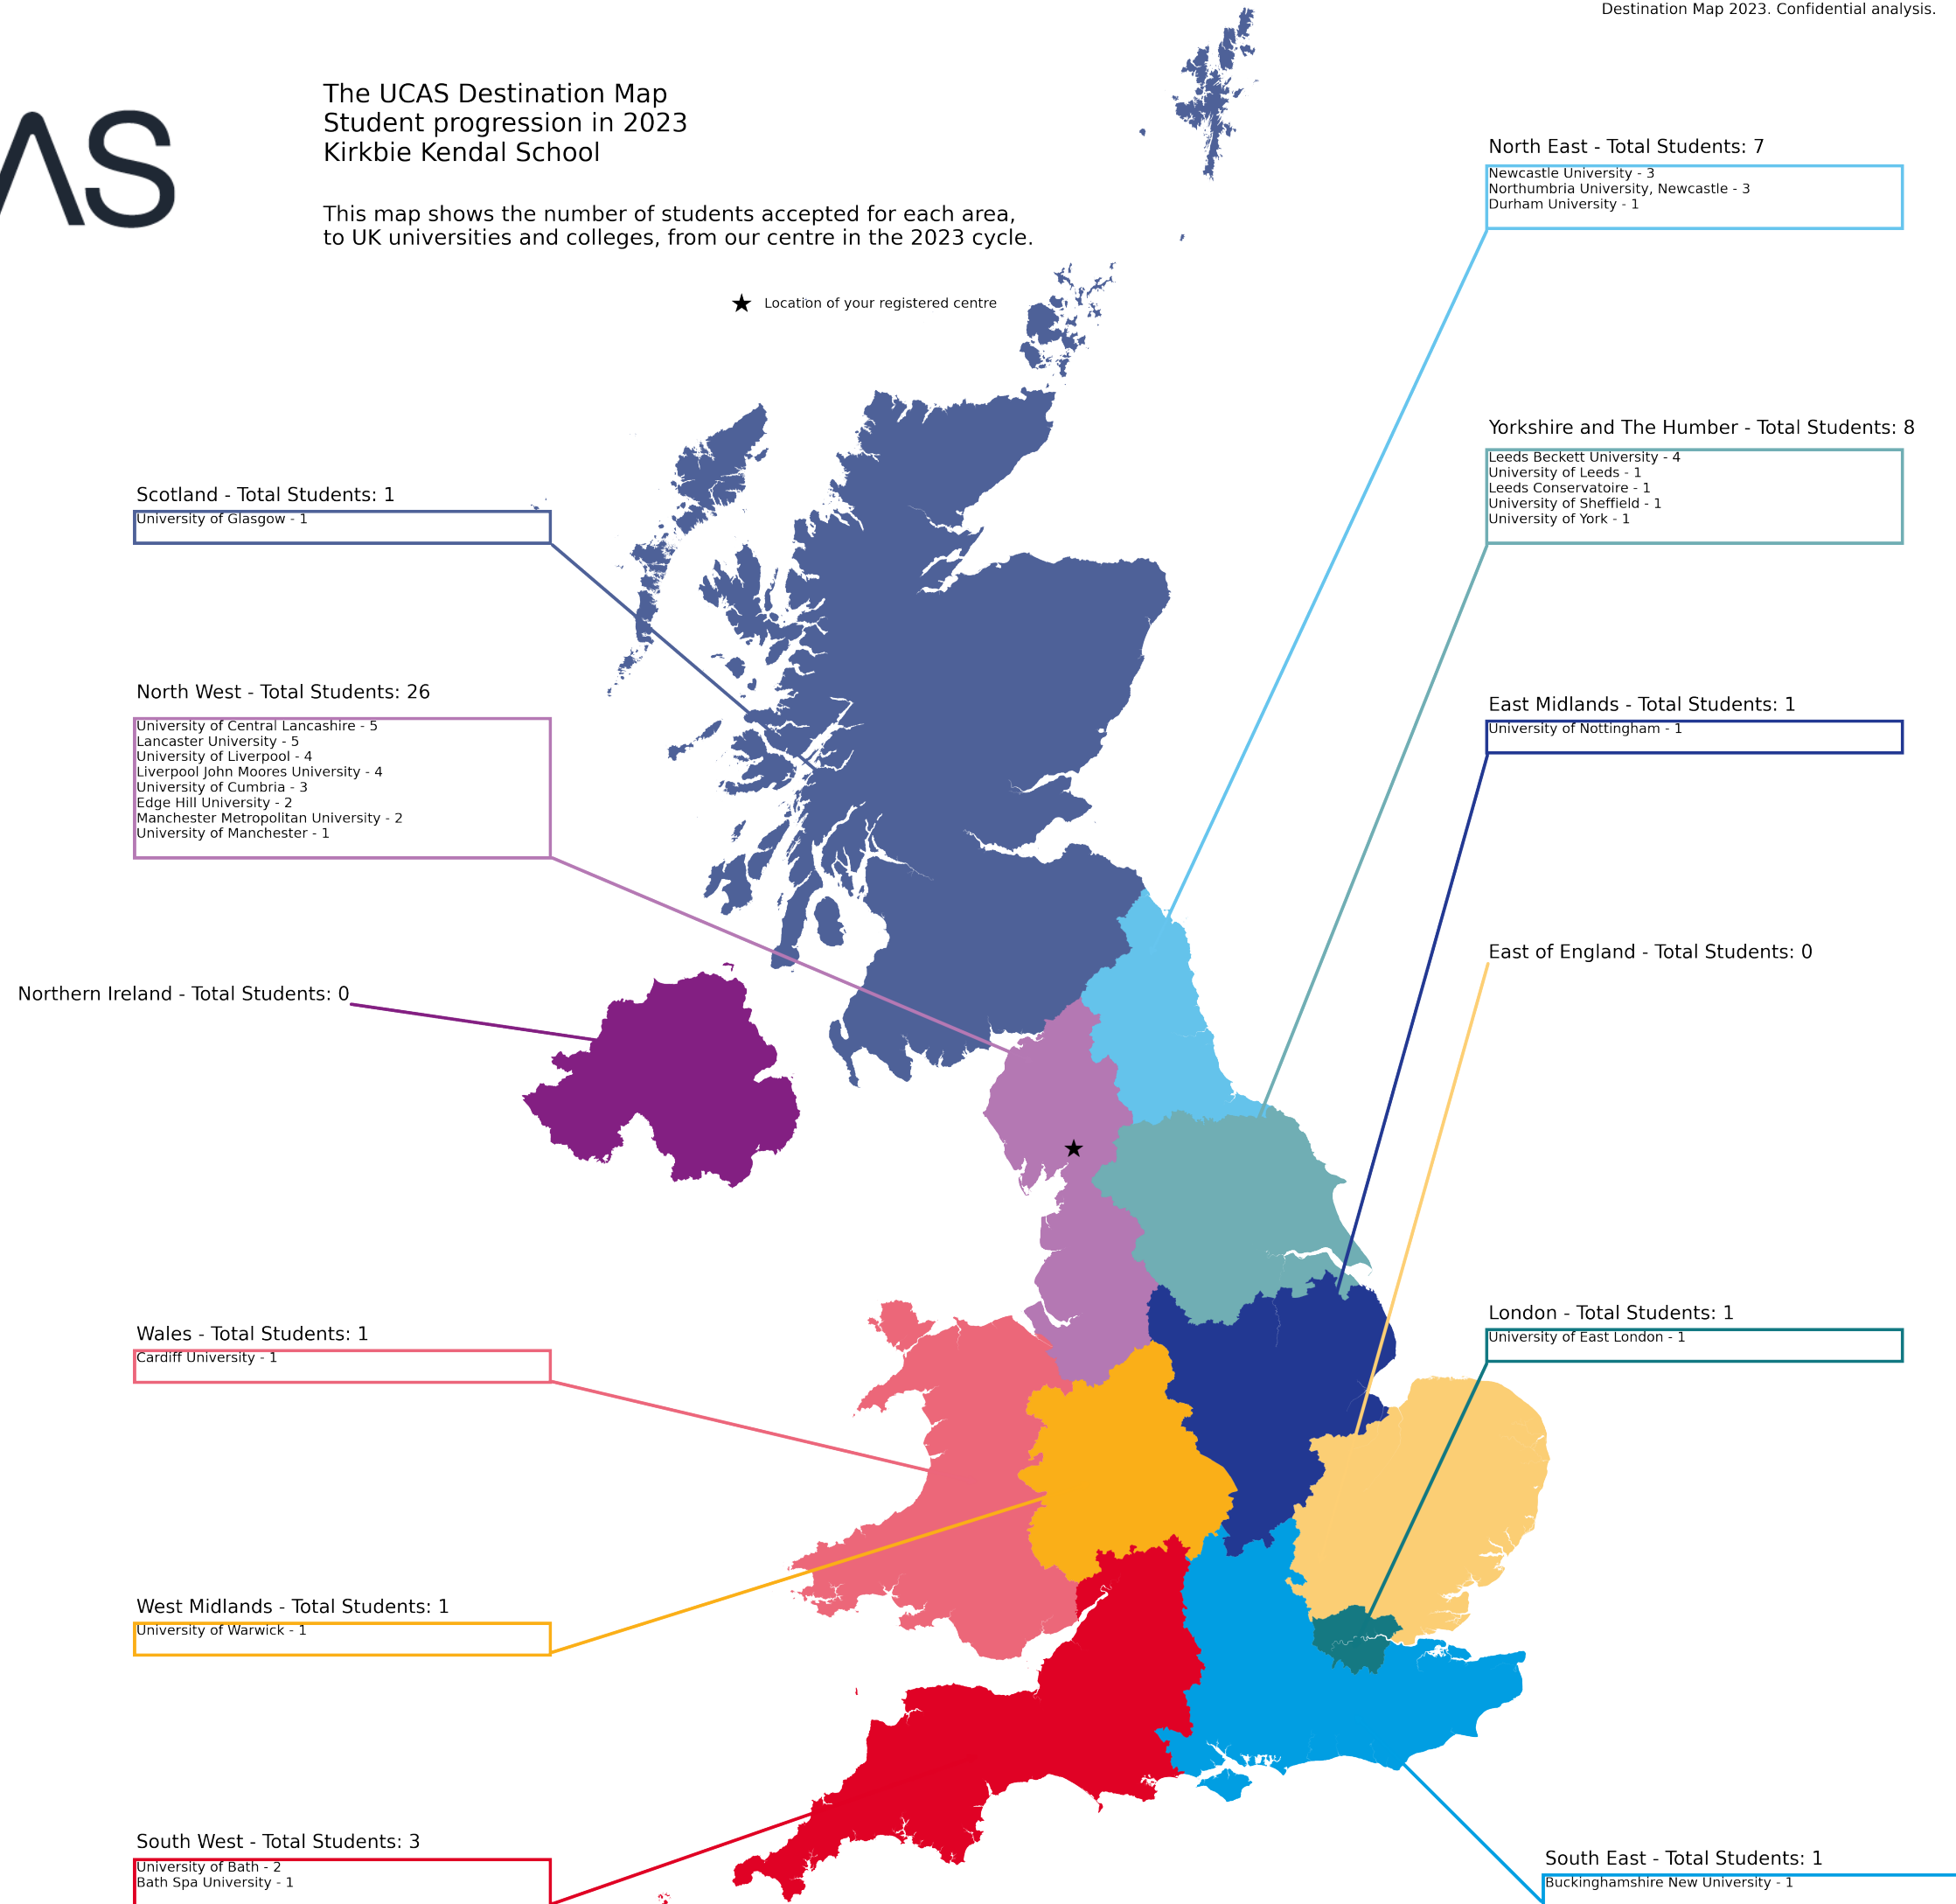 Destination Map 2023. Confidential analysis.
AS
The UCAS Destination Map
Student progression in 2023
Kirkbie Kendal School
This map shows the number of students accepted for each area,
to UK universities and colleges, from our centre in the 2023 cycle.
Location of your registered centre
North East - Total Students: 7
Newcastle University - 3
Northumbria University, Newcastle - 3
Durham University - 1
Yorkshire and The Humber - Total Students: 8
Leeds Beckett University - 4
University of Leeds - 1
Leeds Conservatoire - 1
University of Sheffield - 1
University of York - 1
Scotland - Total Students: 1
University of Glasgow - 1
North West - Total Students: 26
University of Central Lancashire - 5
Lancaster University - 5
University of Liverpool - 4
Liverpool John Moores University - 4
University of Cumbria - 3
Edge Hill University - 2
Manchester Metropolitan University - 2
University of Manchester - 1
East Midlands - Total Students: 1
University of Nottingham - 1
East of England - Total Students: 0
Northern Ireland - Total Students: 0
London - Total Students: 1
University of East London - 1
Wales - Total Students: 1
Cardiff University - 1
West Midlands - Total Students: 1
University of Warwick - 1
South West - Total Students: 3
University of Bath - 2
Bath Spa University - 1
South East - Total Students: 1
Buckinghamshire New University - 1